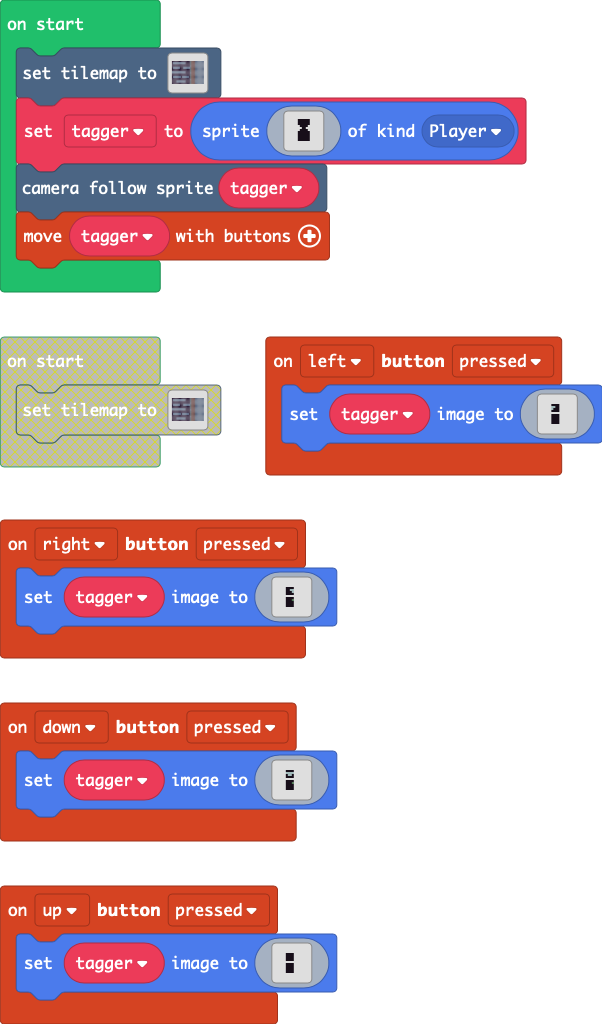 on start
set tilemap to
set tagger to sprite of kind Player
camera follow sprite tagger
move tagger with buttons
on start
set tilemap to
on left button pressed
set tagger image to
on right button pressed
set tagger image to
on down button pressed
set tagger image to
on up button pressed
set tagger image to